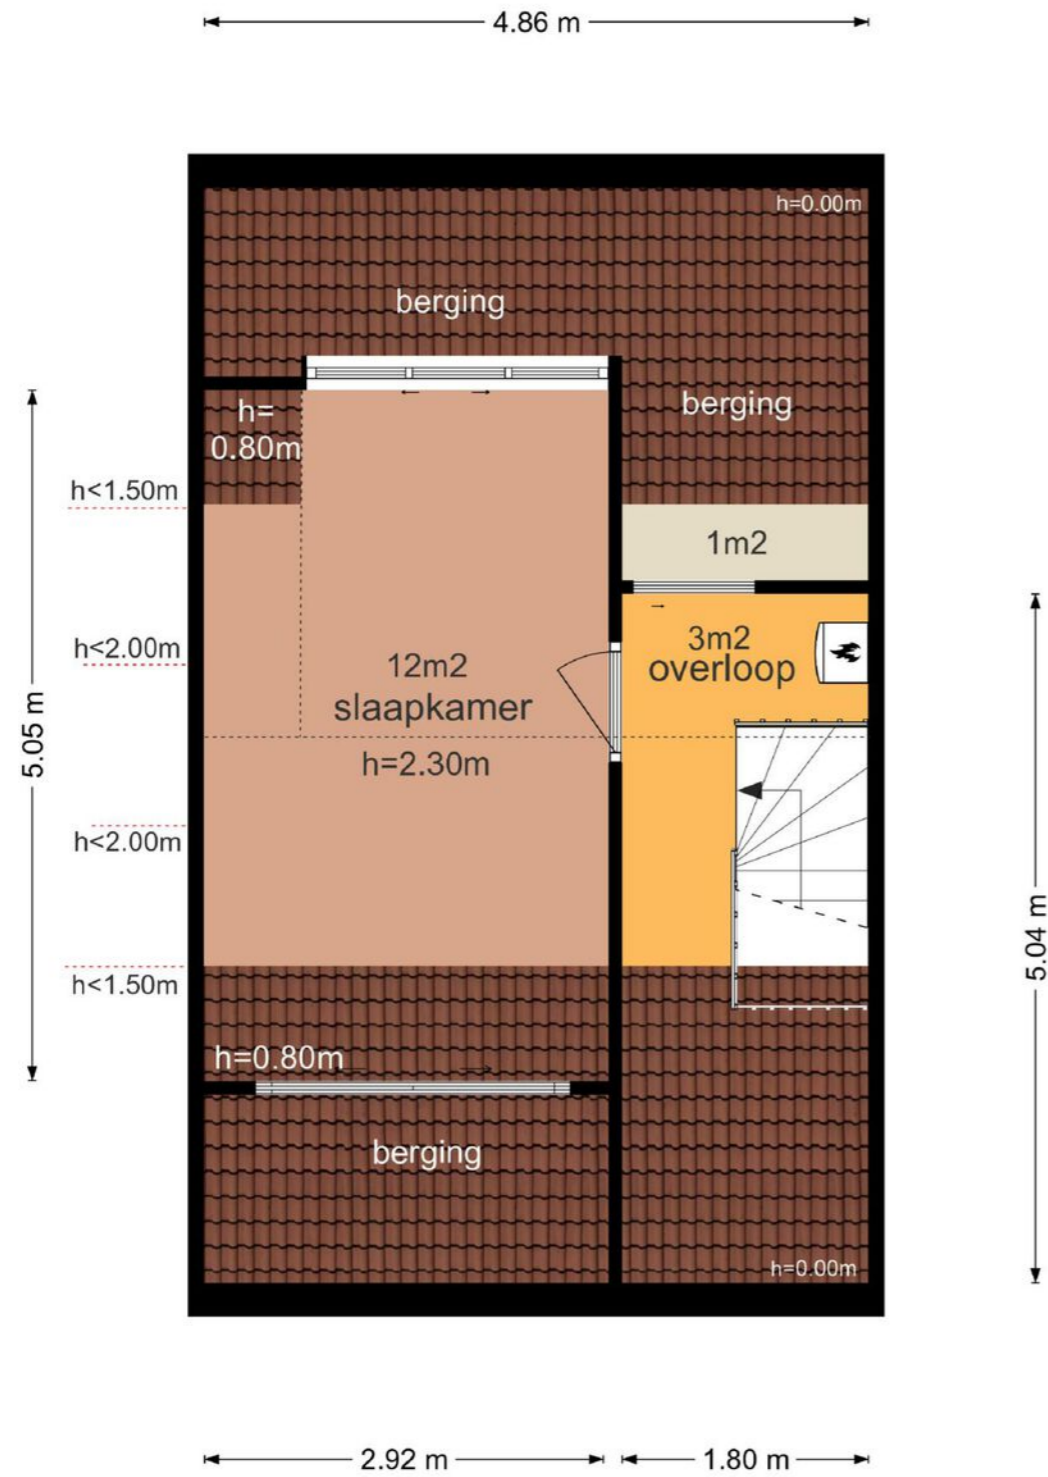 4.86 m
h=0.00m
berging
berging
h=
0.80m
h<1.50m
1m2
h<2.00m
3m2
overloop
12m2
slaapkamer
h=2.30m
5.05 m
h<2.00m
h<1.50m
5.04 m
h=0.80m
berging
h=0.00m
2.92 m
1.80 m